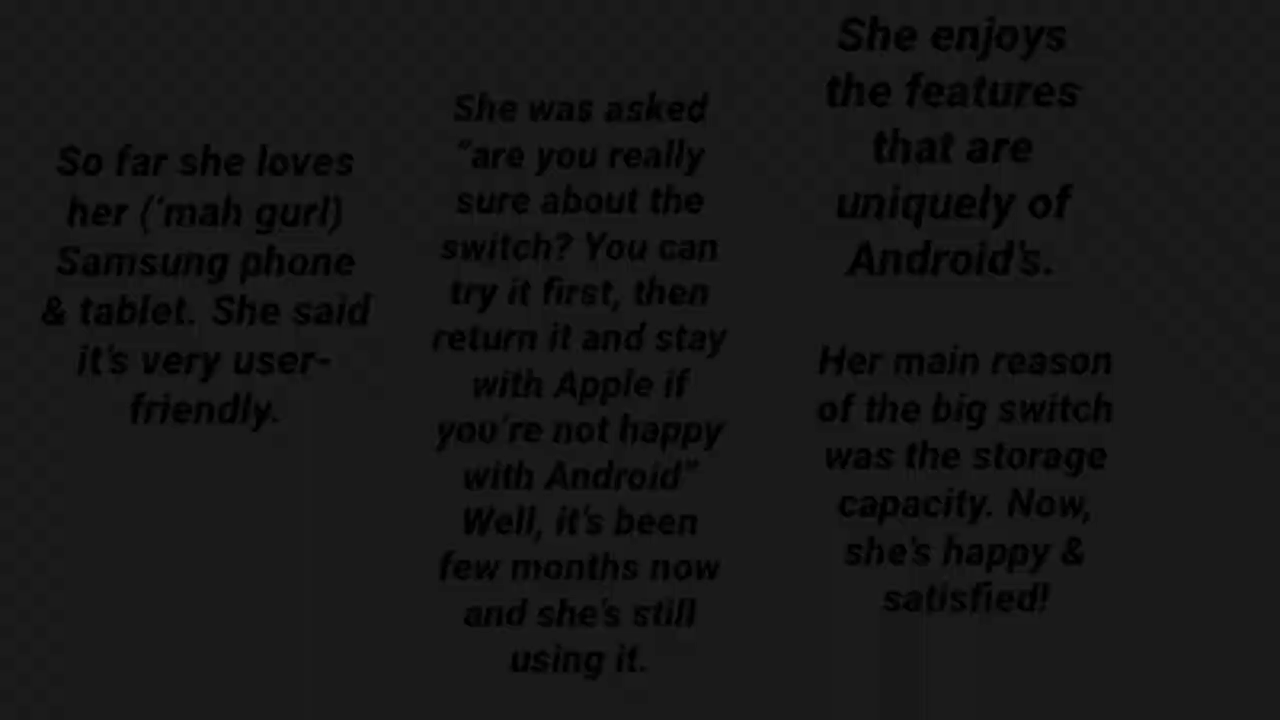 So far she loves
her ('mah gurl)
Samsung phone
& tablet. She said
it's very user-
friendly.
She was asked
"are you really
sure about the
switch? You can
try it first, then
return it and stay
with Apple if
you're not happy
with Android"
Well, it's been
few months now
and she's still
using it.
She enjoys
the features
that are
uniquely of
Android's.
Her main reason
of the big switch
was the storage
capacity. Now,
she's happy &
satisfied!